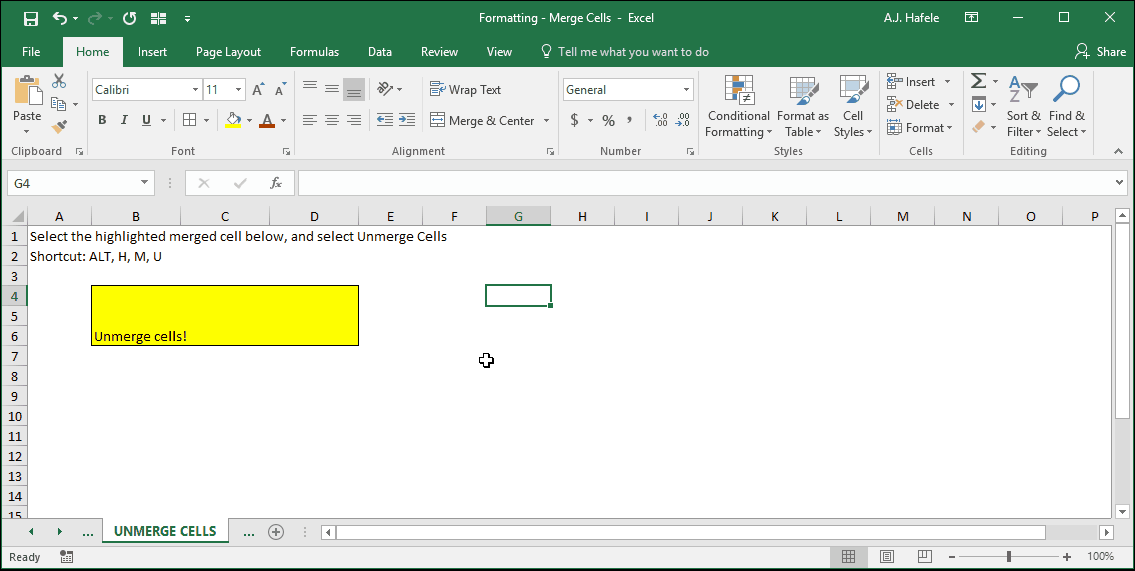 Formatting - Merge Cells - Excel
A.J. Hafele
File Home Insert Page Layout Formulas Data Review View Tell me what you want to do Share
Calibri 11 Wrap Text General Insert
Delete
Paste B I U Merge & Center $ % , Conditional Formatting Format as Table Cell Styles Format Sort & Filter Find & Select
Clipboard Font Alignment Number Styles Cells Editing
G4 fx
A B C D E F G H I J K L M N O P
1 Select the highlighted merged cell below, and select Unmerge Cells
2 Shortcut: ALT, H, M, U
3
4
5
6 Unmerge cells!
7
8
9
10
11
12
13
14
15
... UNMERGE CELLS ...
Ready 100%